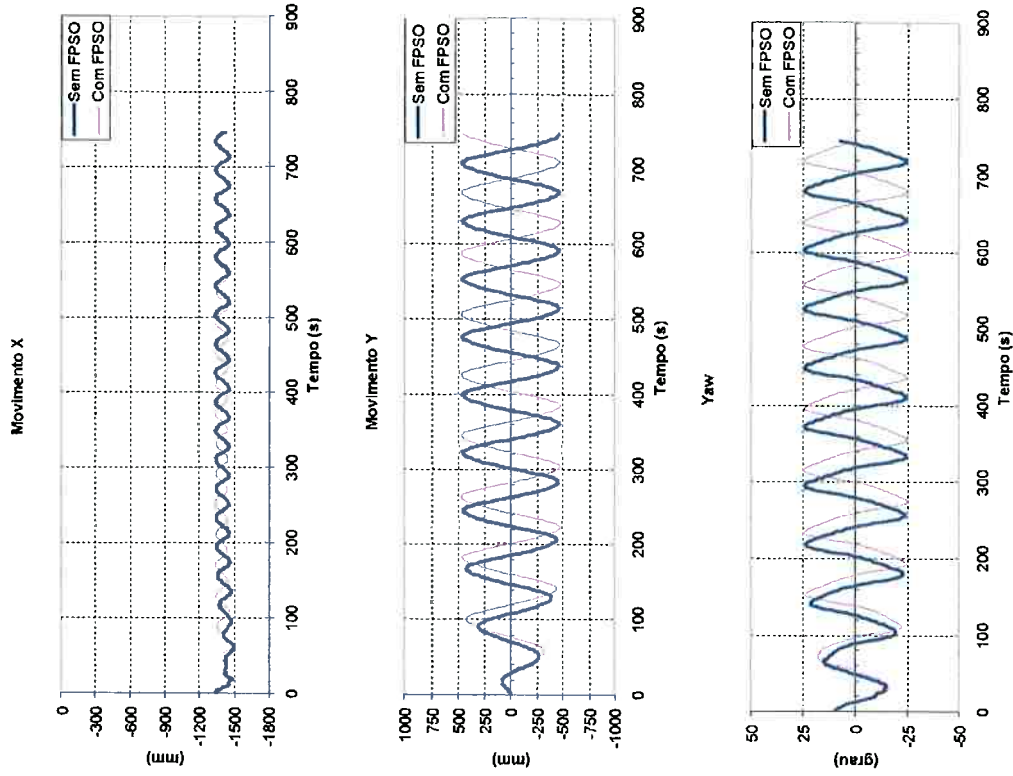 Movimento X
0
-300
-600
-900
-1200
-1500
-1800
(mm)
0 100 200 300 400 500 600 700 800 900
Tempo (s)
Sem FPSO
Com FPSO
Movimento Y
1000
750
500
250
0
-250
-500
-750
-1000
(mm)
0 100 200 300 400 500 600 700 800 900
Tempo (s)
Sem FPSO
Com FPSO
Yaw
50
25
0
-25
-50
(grau)
0 100 200 300 400 500 600 700 800 900
Tempo (s)
Sem FPSO
Com FPSO